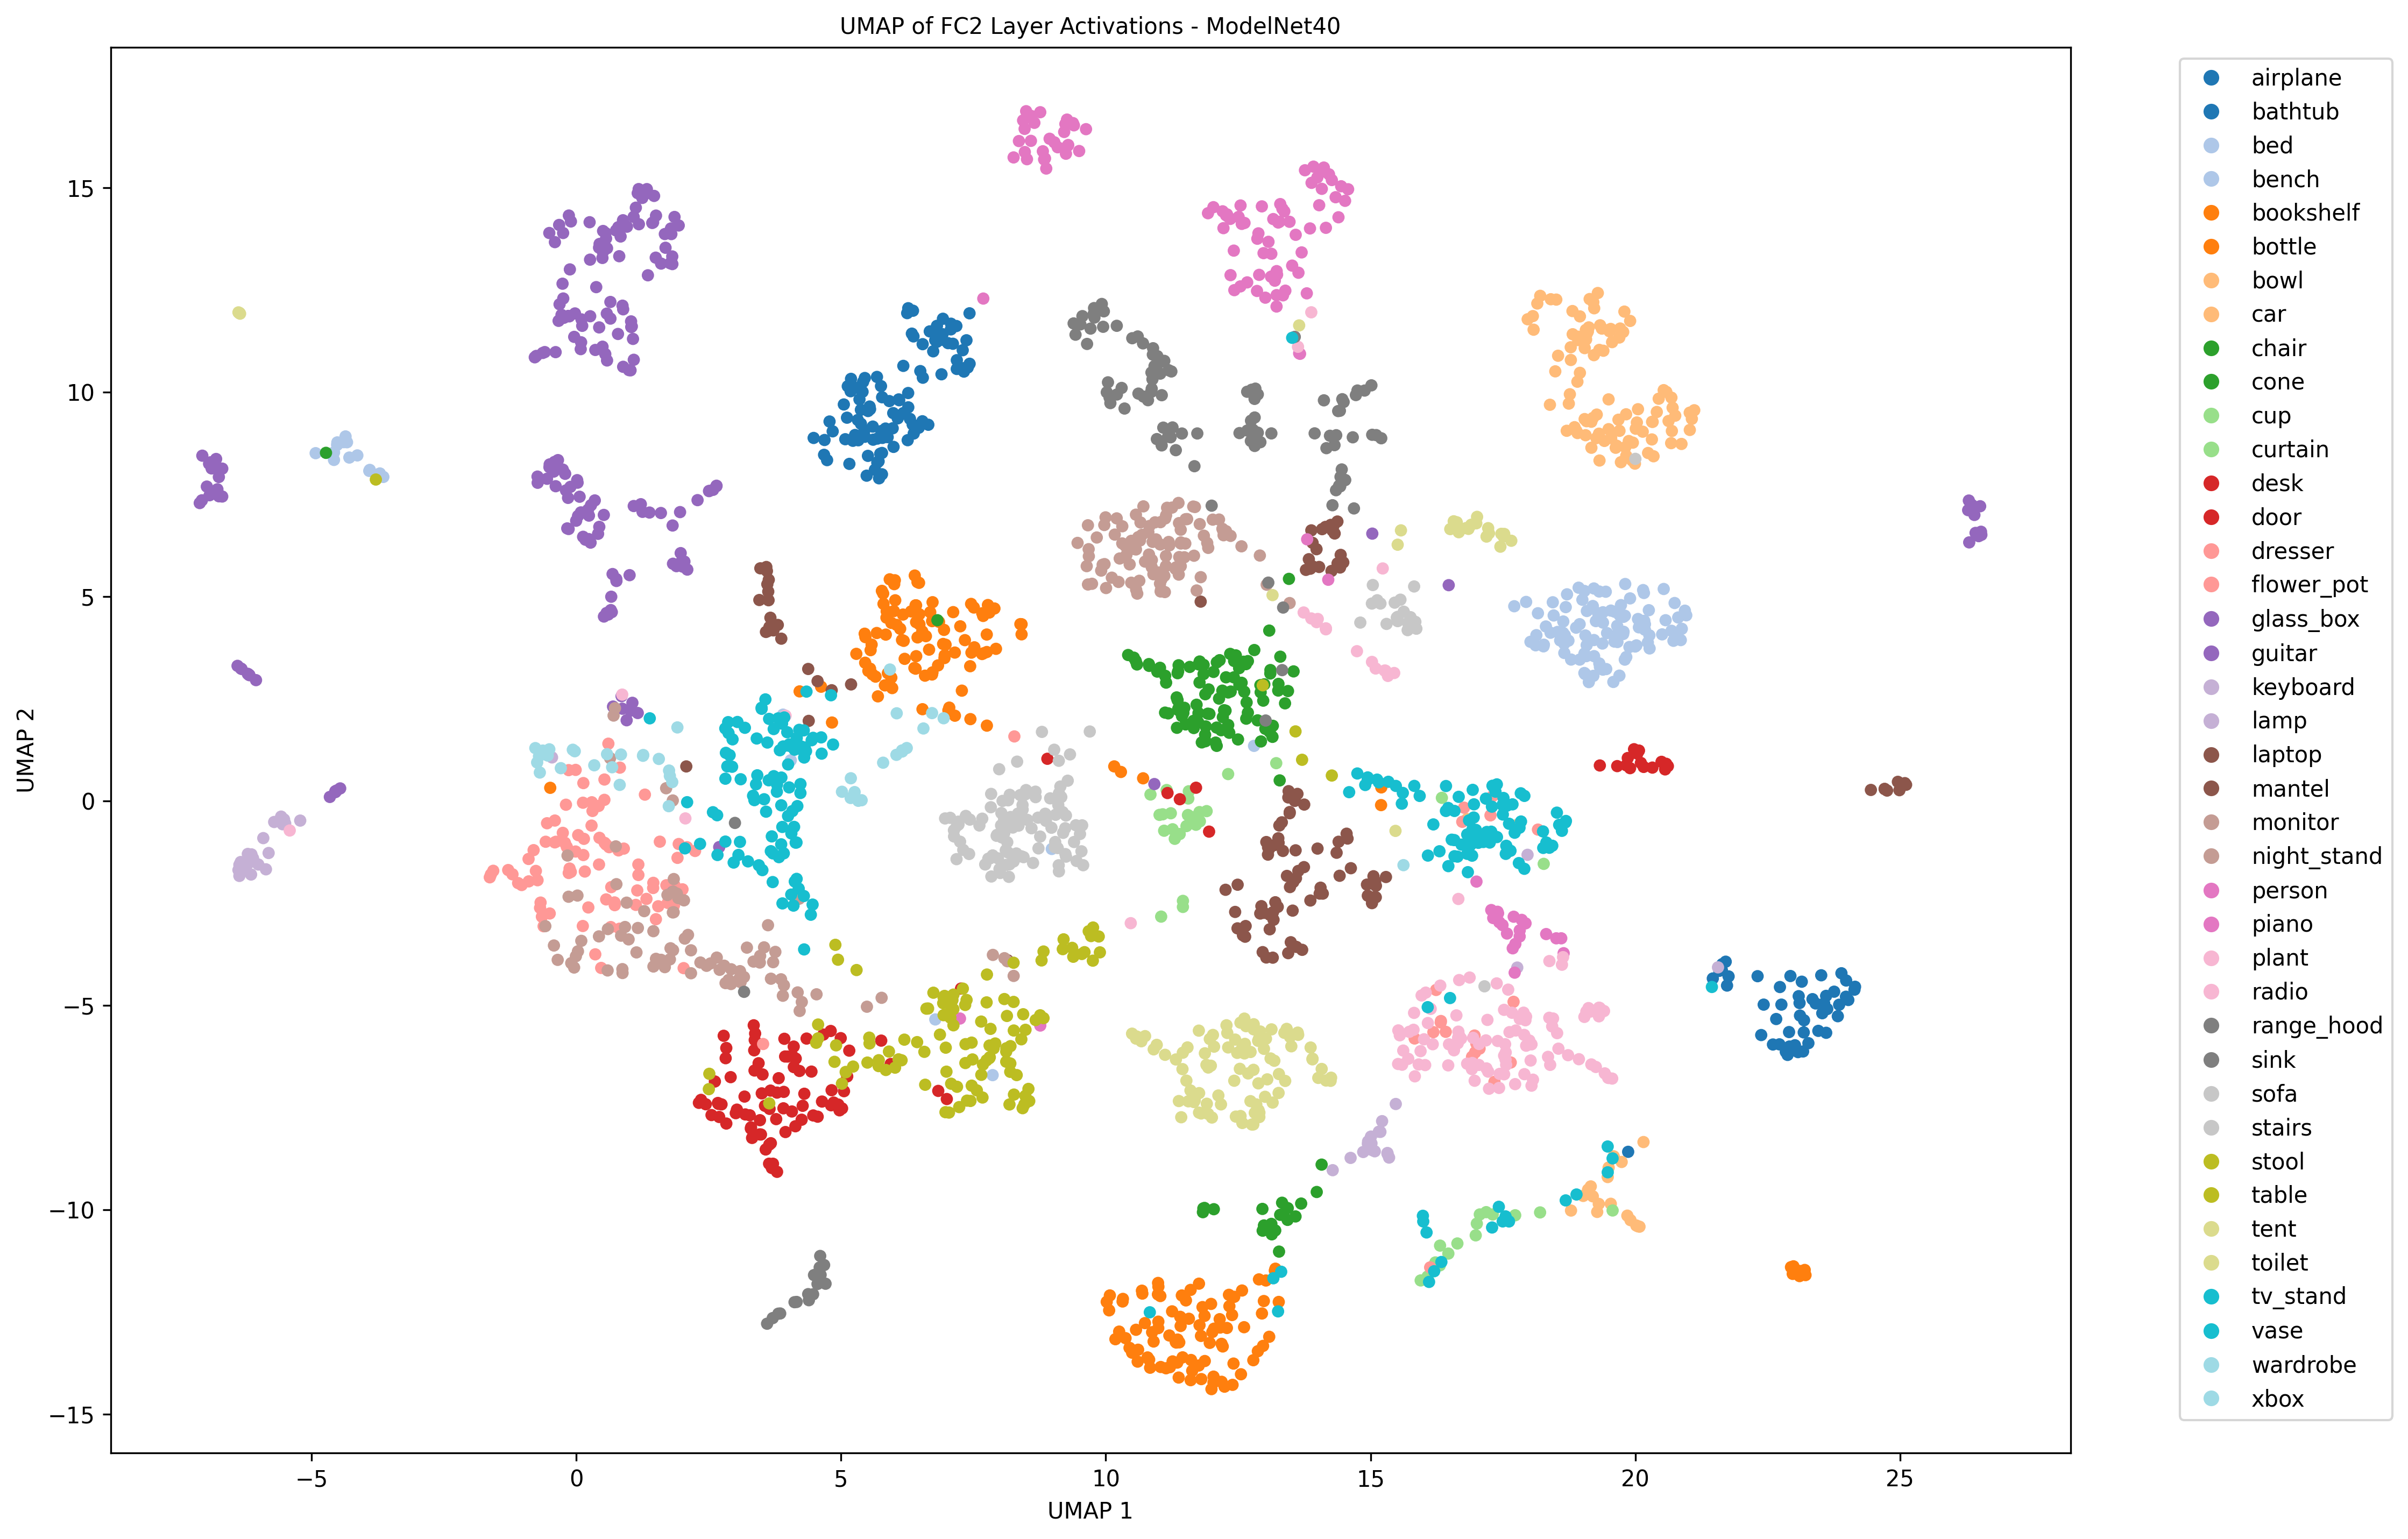 UMAP of FC2 Layer Activations - ModelNet40
15
10
5
0
−5
−10
−15
UMAP 2
−5
0
5
10
15
20
25
UMAP 1
airplane
bathtub
bed
bench
bookshelf
bottle
bowl
car
chair
cone
cup
curtain
desk
door
dresser
flower_pot
glass_box
guitar
keyboard
lamp
laptop
mantel
monitor
night_stand
person
piano
plant
radio
range_hood
sink
sofa
stairs
stool
table
tent
toilet
tv_stand
vase
wardrobe
xbox